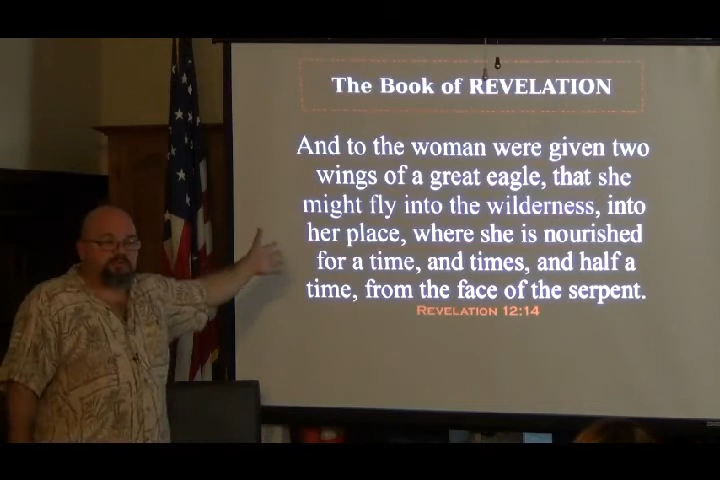 The Book of REVELATION
And to the woman were given two
wings of a great eagle, that she
might fly into the wilderness, into
her place, where she is nourished
for a time, and times, and half a
time, from the face of the serpent.
REVELATION 12:14